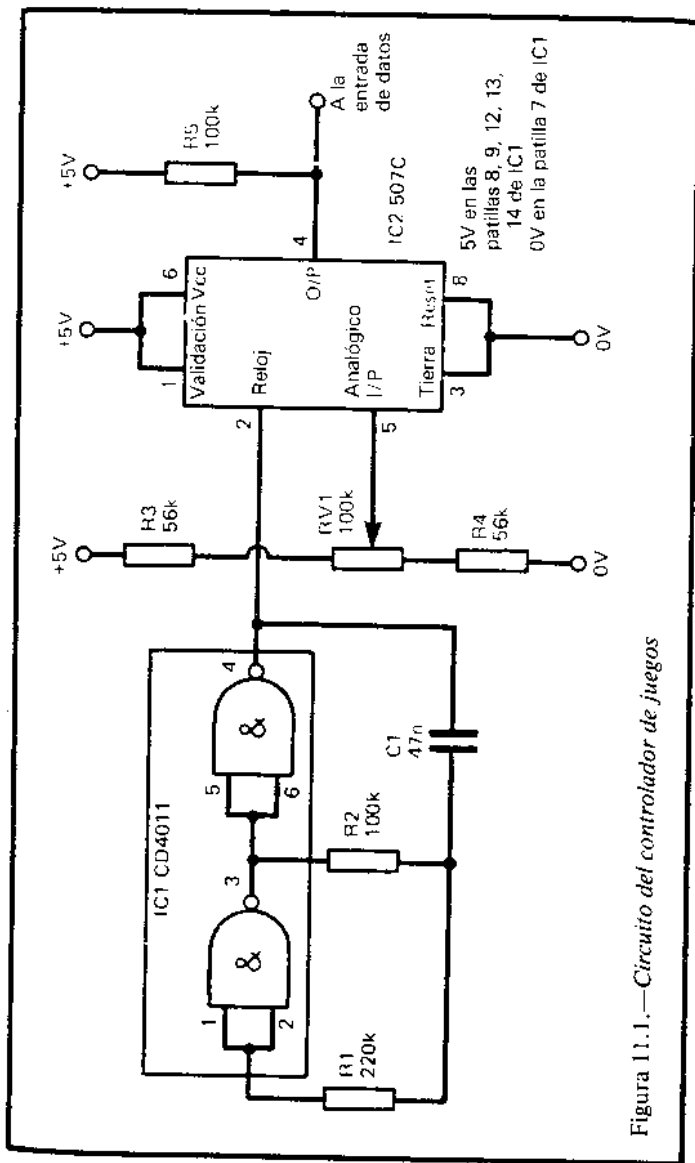 IC1 CD4011
1
2
&
3
5
6
&
4
R1
220k
R2
100k
C1
47n
+5V
R3
56k
RV1
100k
R4
56k
0V
+5V
1
6
Validación Vcc
2
Reloj
Analógico
I/P
5
O/P
4
Tierra Reset
3
8
0V
IC2 507C
+5V
R5
100k
A la
entrada
de datos
5V en las
patillas 8, 9, 12, 13,
14 de IC1
0V en la patilla 7 de IC1
Figura 11.1.—Circuito del controlador de juegos